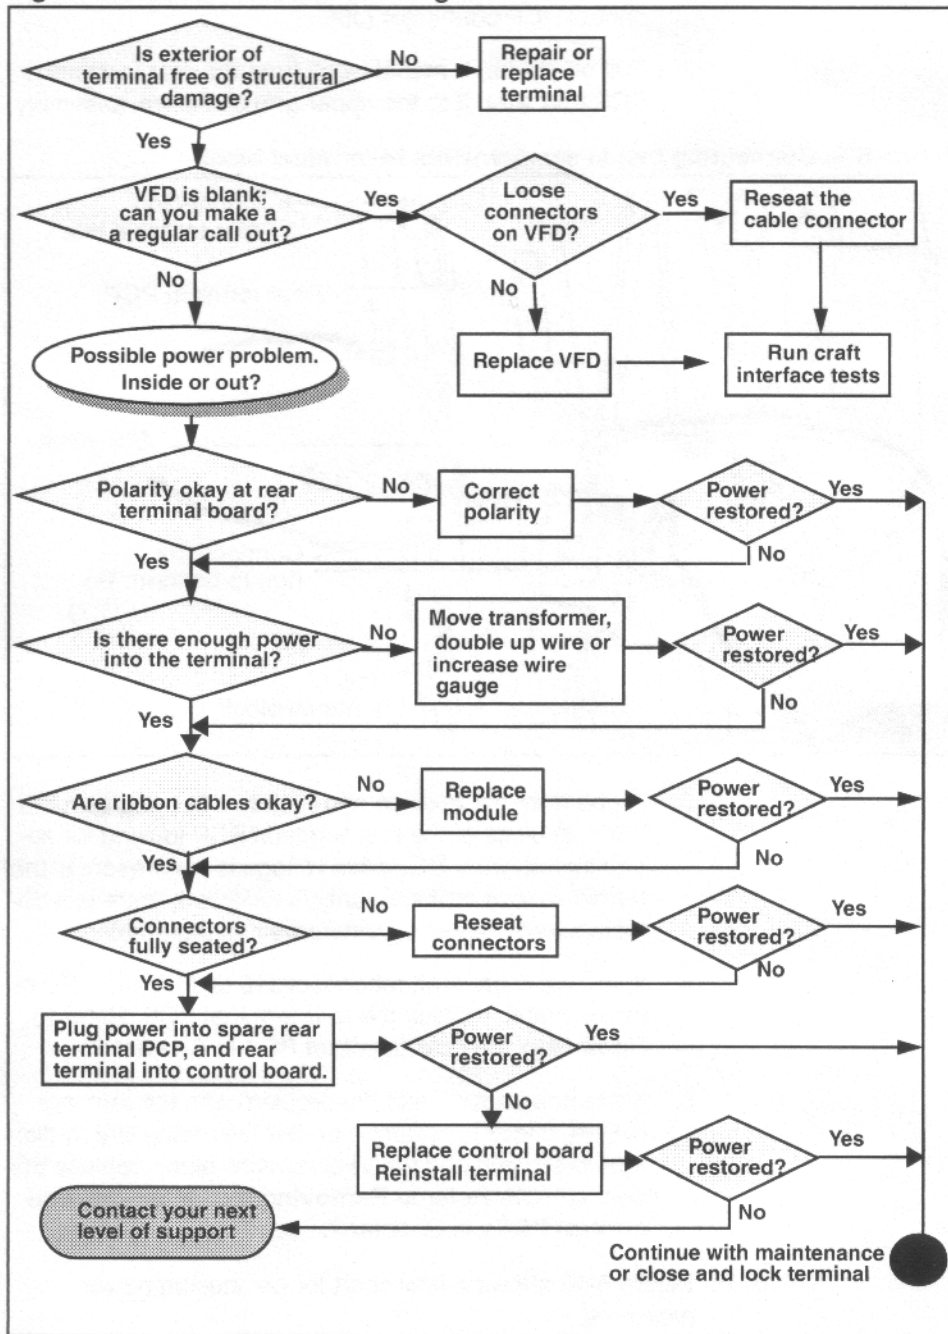 Is exterior of
terminal free of structural
damage?
No
Repair or
replace
terminal
Yes
VFD is blank;
can you make a
a regular call out?
Yes
Loose
connectors
on VFD?
Yes
Reseat the
cable connector
No
No
Possible power problem.
Inside or out?
Replace VFD
Run craft
interface tests
Polarity okay at rear
terminal board?
No
Correct
polarity
Power
restored?
Yes
No
Yes
Is there enough power
into the terminal?
No
Move transformer,
double up wire or
increase wire
gauge
Power
restored?
Yes
No
Yes
Are ribbon cables okay?
No
Replace
module
Power
restored?
Yes
No
Yes
Connectors
fully seated?
No
Reseat
connectors
Power
restored?
Yes
No
Yes
Plug power into spare rear
terminal PCP, and rear
terminal into control board.
Power
restored?
Yes
No
Replace control board
Reinstall terminal
Power
restored?
Yes
No
Contact your next
level of support
Continue with maintenance
or close and lock terminal